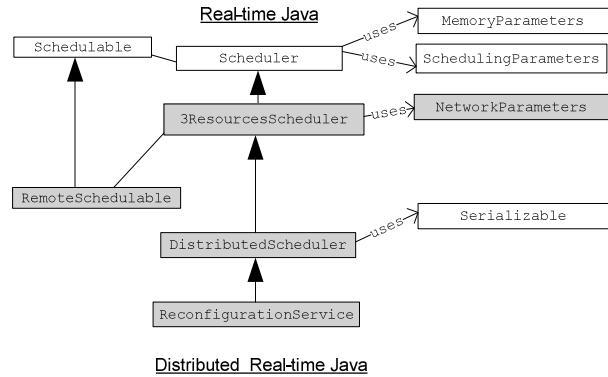 Real-time Java
MemoryParameters
uses
Schedulable
Scheduler
uses
SchedulingParameters
3ResourcesScheduler
uses
NetworkParameters
RemoteSchedulable
uses
Serializable
DistributedScheduler
ReconfigurationService
Distributed Real-time Java